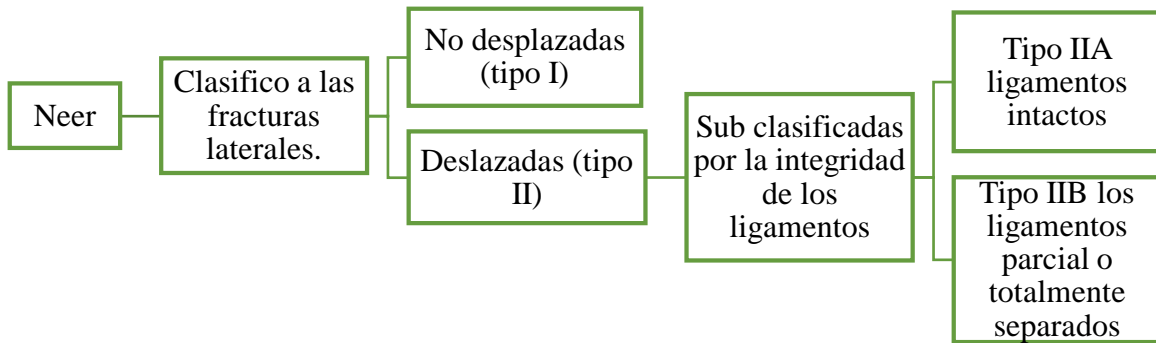 Neer
Clasifico a las
fracturas
laterales.
No desplazadas
(tipo I)
Deslazadas (tipo
II)
Sub clasificadas
por la integridad
de los
ligamentos
Tipo IIA
ligamentos
intactos
Tipo IIB los
ligamentos
parcial o
totalmente
separados